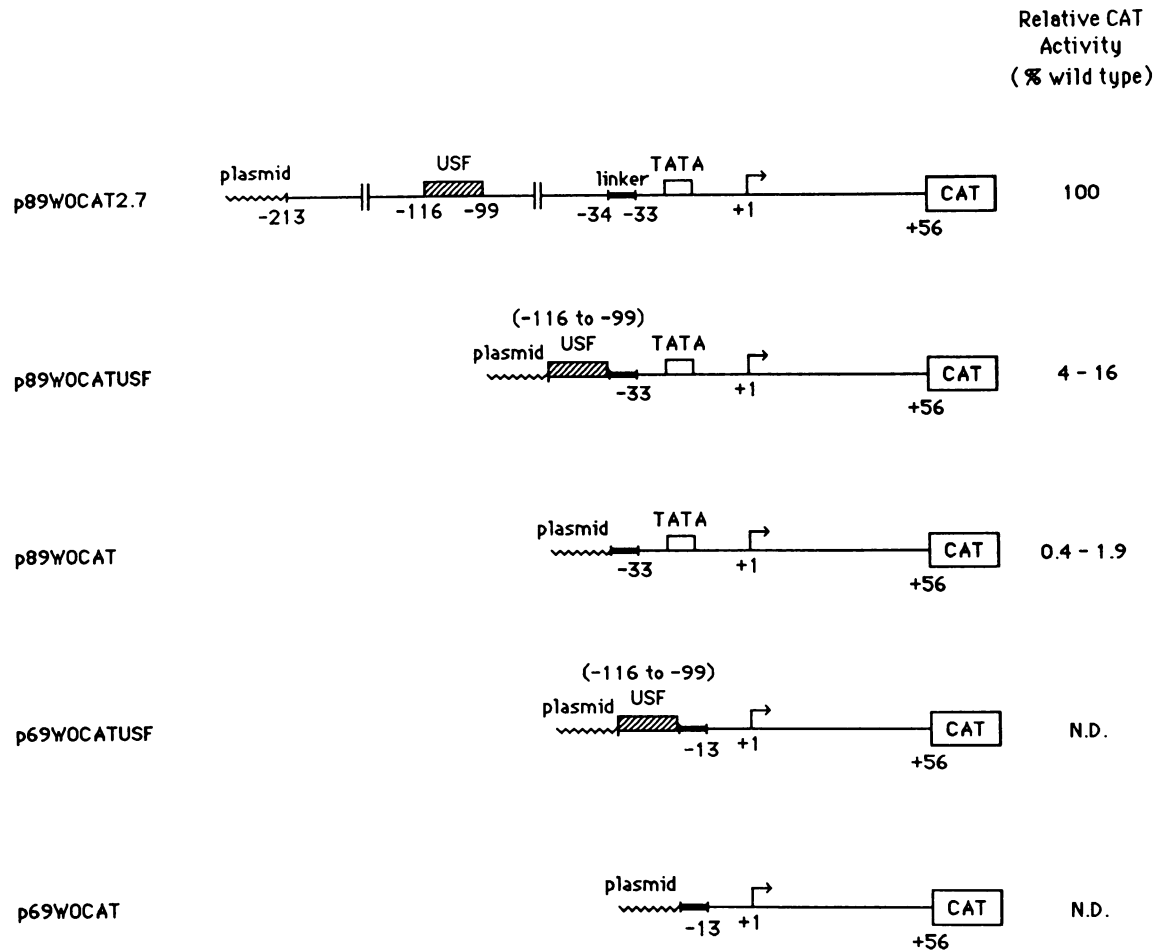 Relative CAT
Activity
(% wild type)
p89WOCAT2.7
plasmid
USF
linker
TATA
-213
-116
-99
-34
-33
+1
+56
CAT
100
p89WOCATUSF
(-116 to -99)
plasmid
USF
TATA
-33
+1
+56
CAT
4 - 16
p89WOCAT
plasmid
TATA
-33
+1
+56
CAT
0.4 - 1.9
p69WOCATUSF
(-116 to -99)
plasmid
USF
-13
+1
+56
CAT
N.D.
p69WOCAT
plasmid
-13
+1
+56
CAT
N.D.